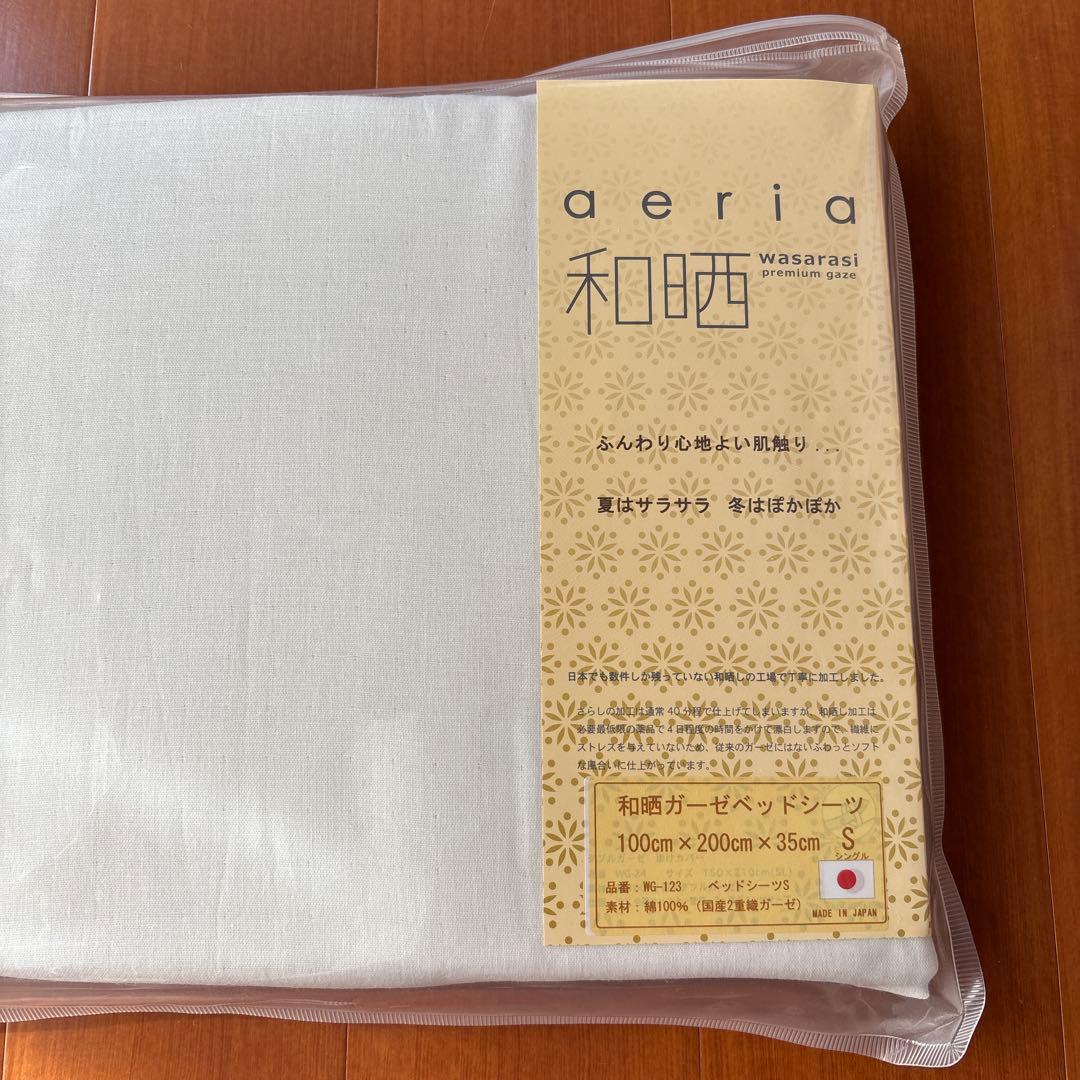 aeria
和晒 wasarasi
premium gaze
ふんわり心地よい肌触り...
夏はサラサラ 冬はぽかぽか
日本でも数件しか残っていない和晒しの工場で丁寧に加工しました。
さらしの加工は通常40分程で仕上げてしまいますが、和晒し加工は
必要最低限の薬品で4日程度の時間をかけて漂白しますので、繊維に
ストレスを与えていないため、従来のガーゼにはないふわっとソフト
な風合いに仕上がっています。
和晒ガーゼベッドシーツ
100cm×200cm×35cm S
シングル
品番:WG-123 ベッドシーツS
素材:綿100%(国産2重織ガーゼ)
MADE IN JAPAN